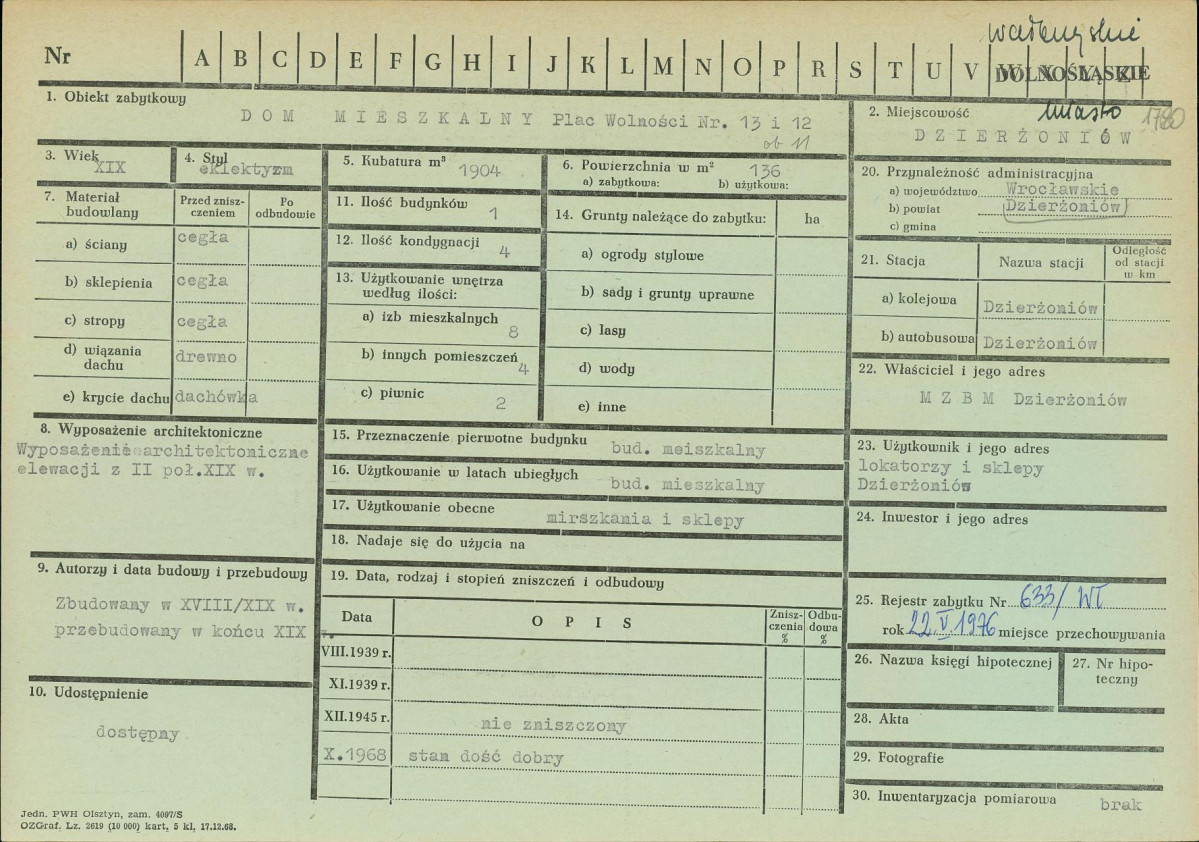 wałbrzyskie
Nr A B C D E F G H I J K L M N O P R S T U V W X Y Z
DOLNOŚLĄSKIE
1. Obiekt zabytkowy
DOM MIESZKALNY Plac Wolności Nr. 13 i 12
ob 11
2. Miejscowość miasto 1780
DZIERŻONIÓW
3. Wiek
XIX
4. Styl
eklektyzm
5. Kubatura m³
1904
6. Powierzchnia w m² 136
a) zabytkowa: b) użytkowa:
7. Materiał budowlany
Przed zniszczeniem
Po odbudowie
a) ściany cegła
b) sklepienia cegła
c) stropy cegła
d) wiązania dachu drewno
e) krycie dachu dachówka
8. Wyposażenie architektoniczne
Wyposażenie architektoniczne
elewacji z II poł.XIX w.
9. Autorzy i data budowy i przebudowy
Zbudowany w XVIII/XIX w.
przebudowany w końcu XIX w.
10. Udostępnienie
dostępny
11. Ilość budynków
1
12. Ilość kondygnacji
4
13. Użytkowanie wnętrza
według ilości:
a) izb mieszkalnych
8
b) innych pomieszczeń
4
c) piwnic
2
14. Grunty należące do zabytku: ha
a) ogrody stylowe
b) sady i grunty uprawne
c) lasy
d) wody
e) inne
15. Przeznaczenie pierwotne budynku bud. meiszkalny
16. Użytkowanie w latach ubiegłych bud. mieszkalny
17. Użytkowanie obecne mirszkania i sklepy
18. Nadaje się do użycia na
19. Data, rodzaj i stopień zniszczeń i odbudowy
Data OPIS Zniszczenia % Odbudowa %
VIII.1939 r.
XI.1939 r.
XII.1945 r. nie zniszczony
X.1968 stan dość dobry
20. Przynależność administracyjna
a) województwo Wrocławskie
b) powiat Dzierżoniów
c) gmina
21. Stacja Nazwa stacji Odległość od stacji w km
a) kolejowa Dzierżoniów
b) autobusowa Dzierżoniów
22. Właściciel i jego adres
MZBM Dzierżoniów
23. Użytkownik i jego adres
lokatorzy i sklepy
Dzierżoniów
24. Inwestor i jego adres
25. Rejestr zabytku Nr 633/WT
rok 22.V.1976 miejsce przechowywania
26. Nazwa księgi hipotecznej
27. Nr hipoteczny
28. Akta
29. Fotografie
30. Inwentaryzacja pomiarowa brak
Jedn. PWH Olsztyn, zam. 4097/S
OZGraf. Lz. 2619 (10 000) kart. 5 kl. 17.12.68.